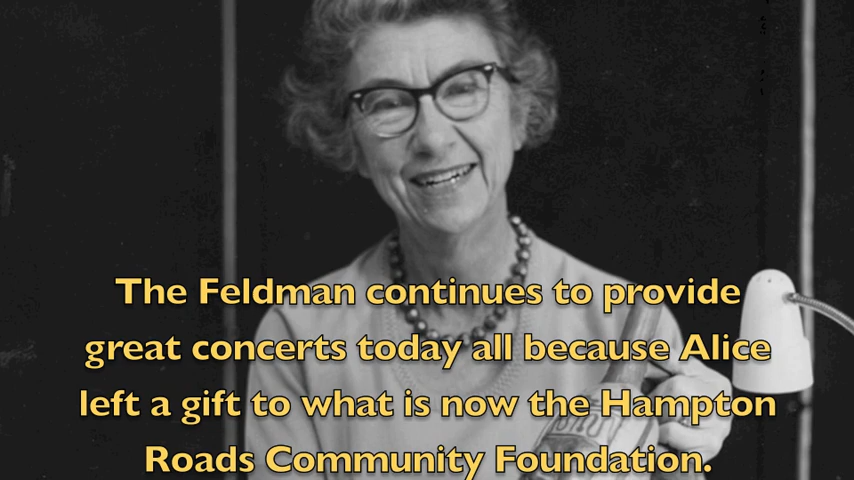 The Feldman continues to provide
great concerts today all because Alice
left a gift to what is now the Hampton
Roads Community Foundation.